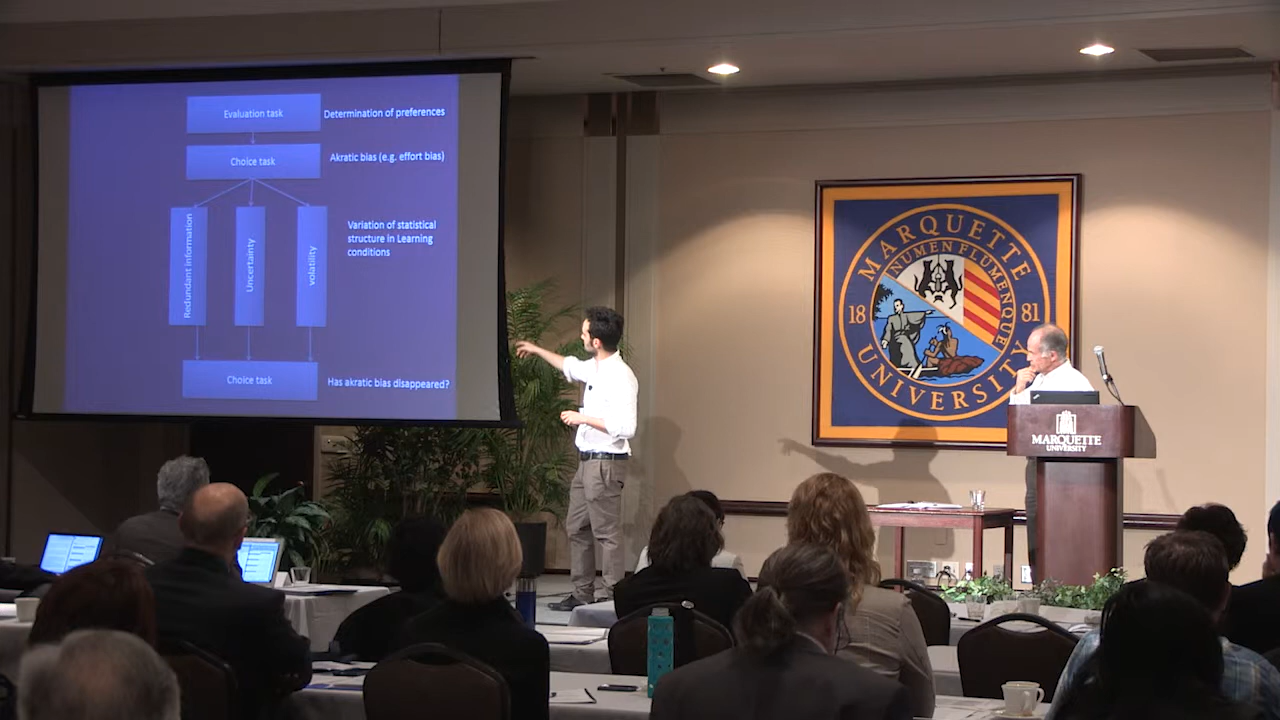 Evaluation task
Determination of preferences
Choice task
Akratic bias (e.g. effort bias)
Redundant information
Uncertainty
volatility
Variation of statistical
structure in Learning
conditions
Choice task
Has akratic bias disappeared?
MARQUETTE
NUMEN FLUMENQUE
18 81
UNIVERSITY
MARQUETTE
UNIVERSITY